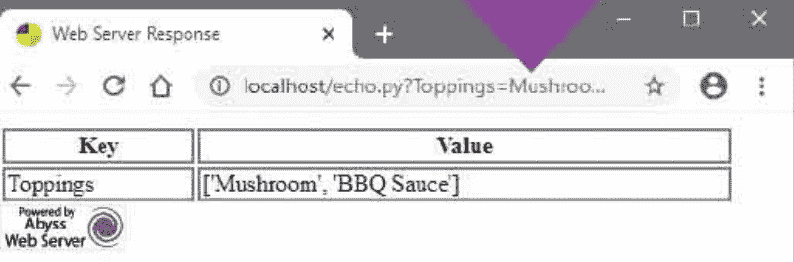 Web Server Response
localhost/echo.py?Toppings=Mushroo...
Key Value
Toppings ['Mushroom', 'BBQ Sauce']
Powered by
Abyss
Web Server